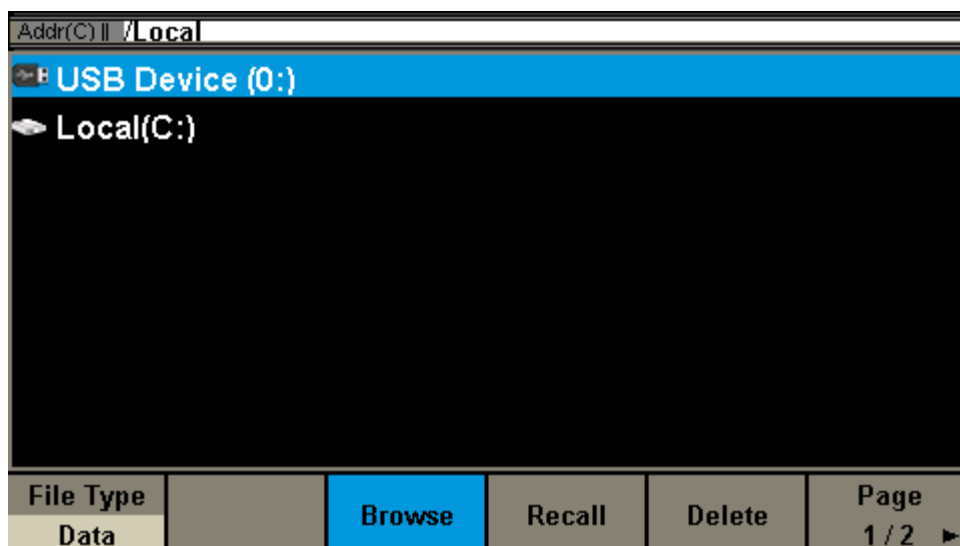 Addr(C) || /Local
USB Device (0:)
Local(C:)
File Type
Data
Browse
Recall
Delete
Page
1 / 2 ►